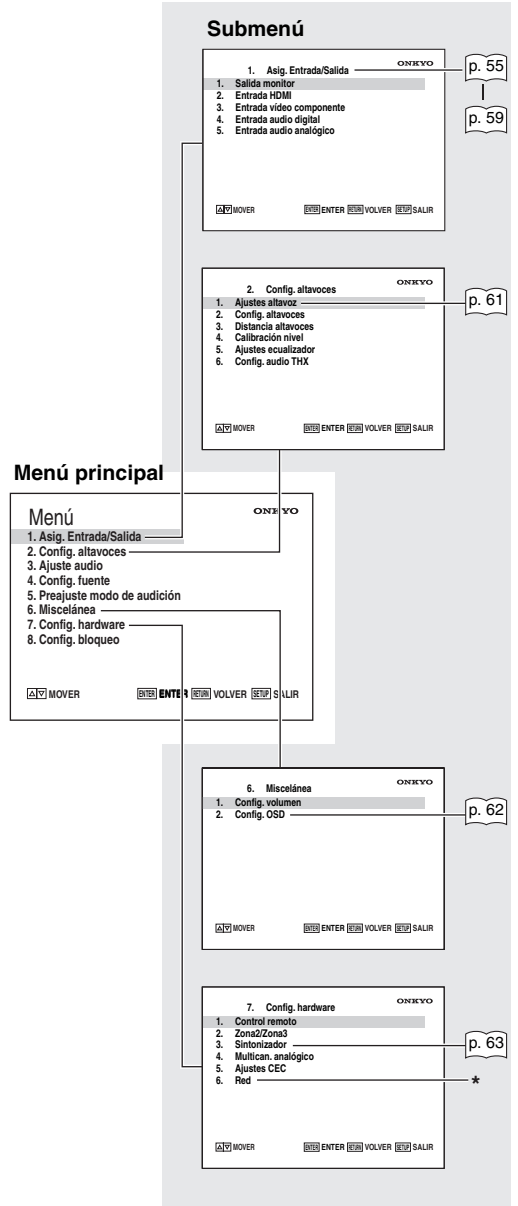 Submenú
ONKYO
1. Asig. Entrada/Salida
p. 55
1. Salida monitor
2. Entrada HDMI
3. Entrada vídeo componente
4. Entrada audio digital
5. Entrada audio analógico
p. 59
MOVER ENTER ENTER RETURN VOLVER SETUP SALIR
ONKYO
2. Config. altavoces
1. Ajustes altavoz
p. 61
2. Config. altavoces
3. Distancia altavoces
4. Calibración nivel
5. Ajustes ecualizador
6. Config. audio THX
MOVER ENTER ENTER RETURN VOLVER SETUP SALIR
Menú principal
Menú
ONKYO
1. Asig. Entrada/Salida
2. Config. altavoces
3. Ajuste audio
4. Config. fuente
5. Preajuste modo de audición
6. Miscelánea
7. Config. hardware
8. Config. bloqueo
MOVER ENTER ENTER RETURN VOLVER SETUP SALIR
ONKYO
6. Miscelánea
1. Config. volumen
2. Config. OSD
p. 62
MOVER ENTER ENTER RETURN VOLVER SETUP SALIR
ONKYO
7. Config. hardware
1. Control remoto
2. Zona2/Zona3
3. Sintonizador
p. 63
4. Multican. analógico
5. Ajustes CEC
6. Red
*
MOVER ENTER ENTER RETURN VOLVER SETUP SALIR